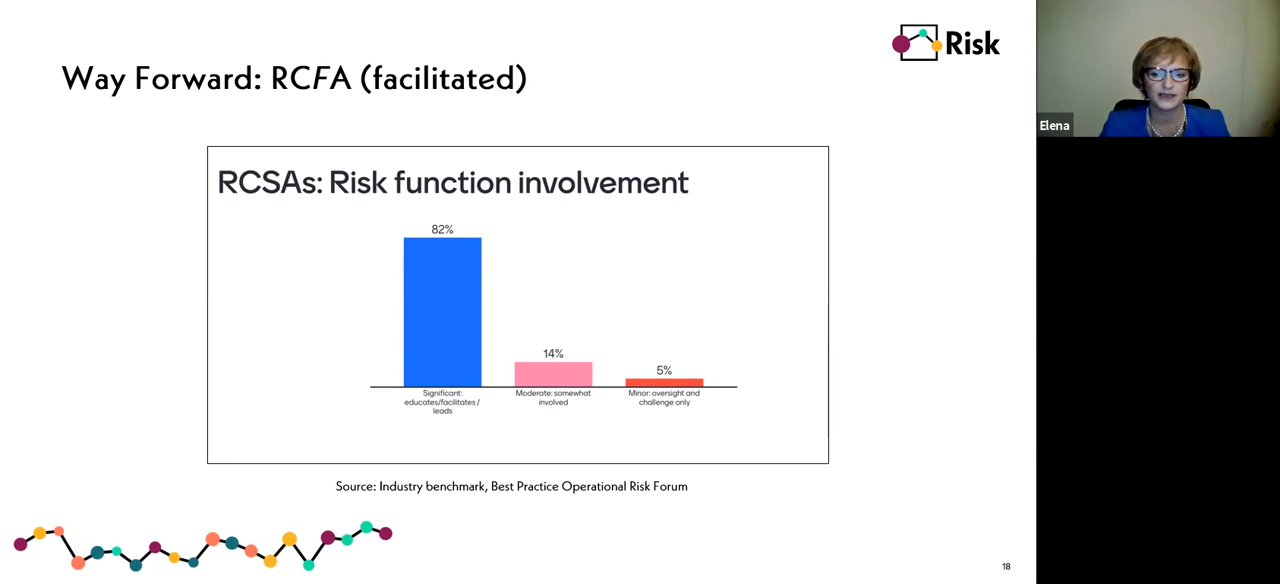 Risk
Way Forward: RCFA (facilitated)
Elena
RCSAs: Risk function involvement
82%
14%
5%
Significant:
educates/facilitates /
leads
Moderate: somewhat
involved
Minor: oversight and
challenge only
Source: Industry benchmark, Best Practice Operational Risk Forum
18